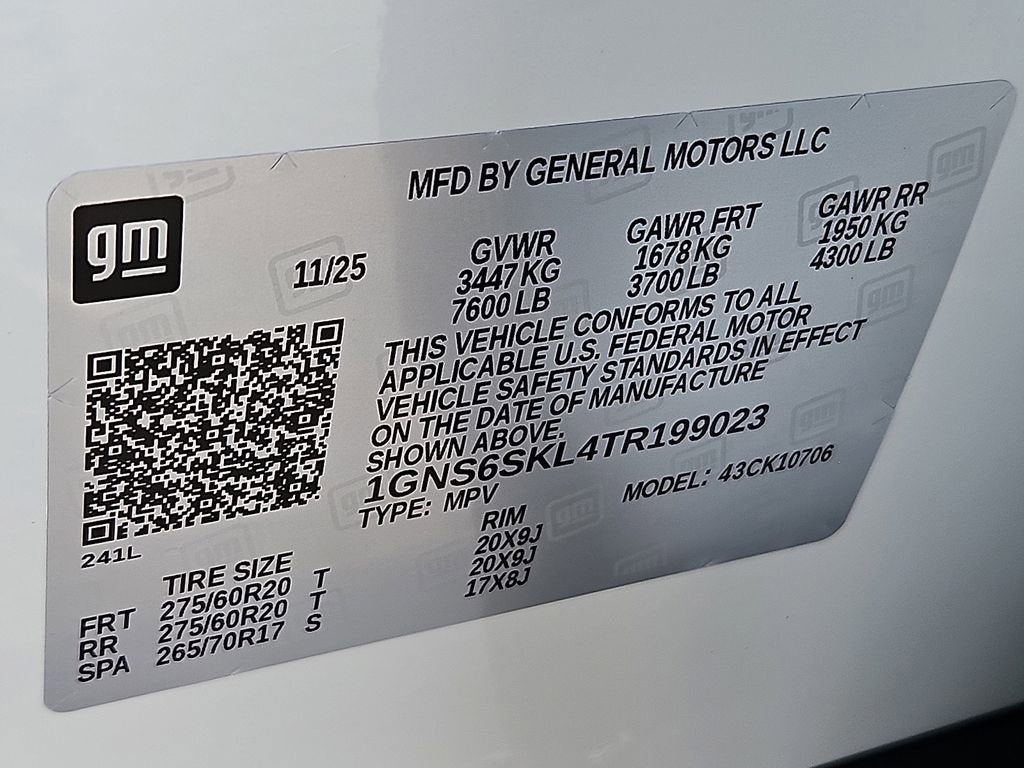 MFD BY GENERAL MOTORS LLC
gm
11/25
GVWR GAWR FRT GAWR RR
3447 KG 1678 KG 1950 KG
7600 LB 3700 LB 4300 LB
THIS VEHICLE CONFORMS TO ALL
APPLICABLE U.S. FEDERAL MOTOR
VEHICLE SAFETY STANDARDS IN EFFECT
ON THE DATE OF MANUFACTURE
SHOWN ABOVE.
1GNS6SKL4TR199023
TYPE: MPV MODEL: 43CK10706
241L
TIRE SIZE RIM
FRT 275/60R20 T 20X9J
RR 275/60R20 T 20X9J
SPA 265/70R17 S 17X8J